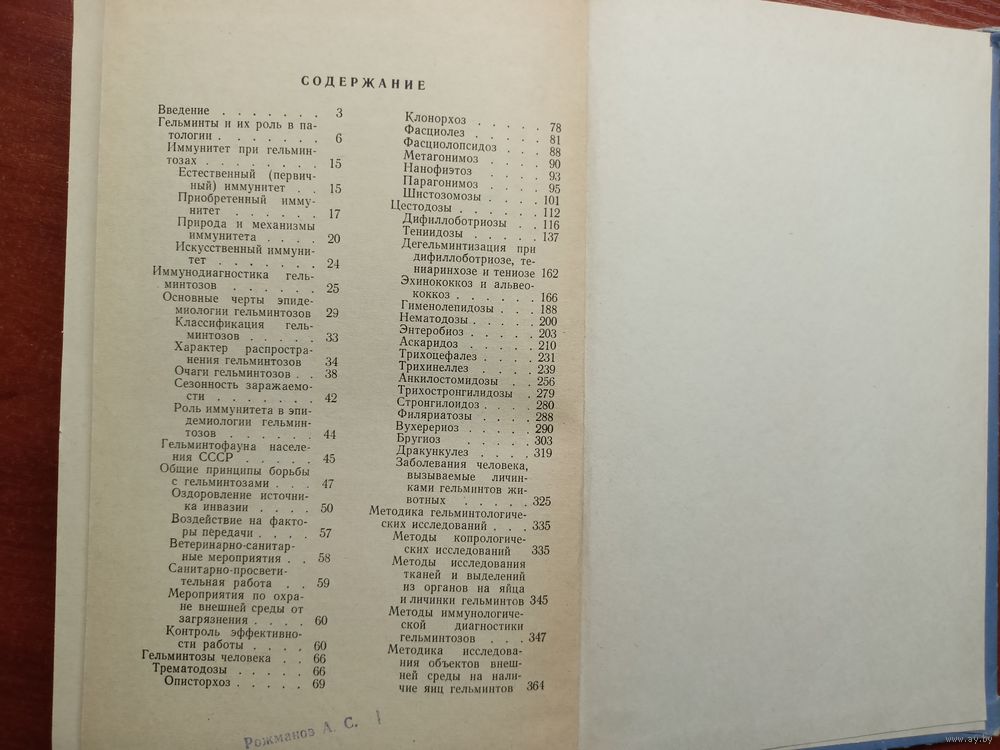 СОДЕРЖАНИЕ
Введение . . . . . . . 3
Гельминты и их роль в па-
тологии . . . . . . . 6
Иммунитет при гельмин-
тозах . . . . . . . . 15
Естественный (первич-
ный) иммунитет . . 15
Приобретенный имму-
нитет . . . . . . 17
Природа и механизмы
иммунитета . . . . 20
Искусственный иммуни-
тет . . . . . . . 24
Иммунодиагностика гель-
минтозов . . . . . . 25
Основные черты эпиде-
миологии гельминтозов 29
Классификация гель-
минтозов . . . . . 33
Характер распростра-
нения гельминтозов 34
Очаги гельминтозов . . 38
Сезонность заражаемо-
сти . . . . . . . 42
Роль иммунитета в эпи-
демиологии гельмин-
тозов . . . . . . 44
Гельминтофауна населе-
ния СССР . . . . . 45
Общие принципы борьбы
с гельминтозами . . . 47
Оздоровление источни-
ка инвазии . . . . 50
Воздействие на факто-
ры передачи . . . . 57
Ветеринарно-санитар-
ные мероприятия . . 58
Санитарно-просвети-
тельная работа . . 59
Мероприятия по охра-
не внешней среды от
загрязнения . . . . 60
Контроль эффективно-
сти работы . . . . 60
Гельминтозы человека . . 66
Трематодозы . . . . . 66
Описторхоз . . . . . 69
Клонорхоз . . . . . 78
Фасциолез . . . . . 81
Фасциолопсидоз . . . 88
Метагонимоз . . . . 90
Нанофиэтоз . . . . 93
Парагонимоз . . . . 95
Шистозомозы . . . . 101
Цестодозы . . . . . . 112
Дифиллоботриозы . . 116
Тениидозы . . . . . 137
Дегельминтизация при
дифиллоботриозе, те-
ниаринхозе и тениозе 162
Эхинококкоз и альвео-
коккоз . . . . . . 166
Гименолепидозы . . . 188
Нематодозы . . . . . 200
Энтеробиоз . . . . . 203
Аскаридоз . . . . . 210
Трихоцефалез . . . . 231
Трихинеллез . . . . 239
Анкилостомидозы . . 256
Трихостронгилидозы . 279
Стронгилоидоз . . . . 280
Филяриатозы . . . . 288
Вухерериоз . . . . . 290
Бругиоз . . . . . 303
Дракункулез . . . . 319
Заболевания человека,
вызываемые личин-
ками гельминтов жи-
вотных . . . . . 325
Методика гельминтологиче-
ских исследований . . . 335
Методы копрологиче-
ских исследований 335
Методы исследования
тканей и выделений
из органов на яйца
и личинки гельминтов 345
Методы иммунологиче-
ской диагностики
гельминтозов . . . 347
Методика исследова-
ния объектов внеш-
ней среды на нали-
чие яиц гельминтов 364
Рожманов А. С.
www.ay.by